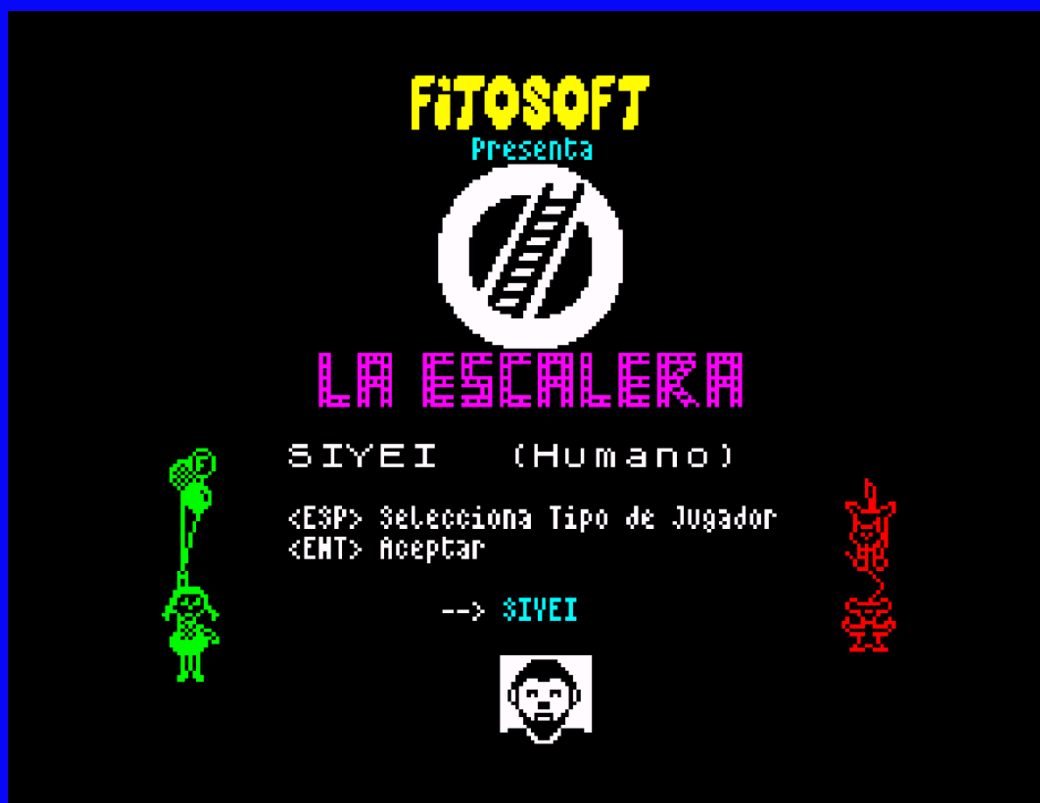 FiTOSOFT
Presenta
LA ESCALERA
SIYEI (Humano)
<ESP> Selecciona Tipo de Jugador
<ENT> Aceptar
--> SIYEI
F